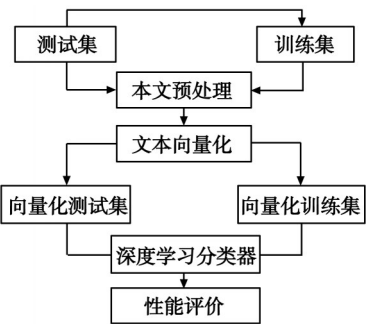 测试集
训练集
本文预处理
文本向量化
向量化测试集
向量化训练集
深度学习分类器
性能评价